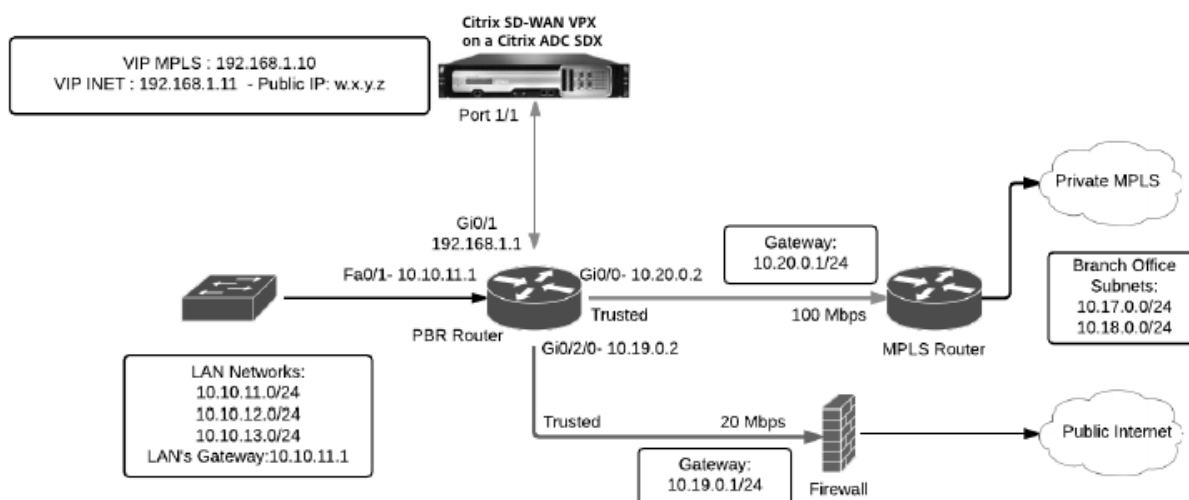 Citrix SD-WAN VPX
on a Citrix ADC SDX
VIP MPLS : 192.168.1.10
VIP INET : 192.168.1.11 - Public IP: w.x.y.z
Port 1/1
Private MPLS
Gi0/1
192.168.1.1
Gateway:
10.20.0.1/24
Fa0/1- 10.10.11.1
Gi0/0- 10.20.0.2
Branch Office
Subnets:
10.17.0.0/24
10.18.0.0/24
Trusted
100 Mbps
PBR Router
MPLS Router
Gi0/2/0- 10.19.0.2
LAN Networks:
10.10.11.0/24
10.10.12.0/24
10.10.13.0/24
LAN's Gateway:10.10.11.1
Trusted
20 Mbps
Public Internet
Gateway:
10.19.0.1/24
Firewall